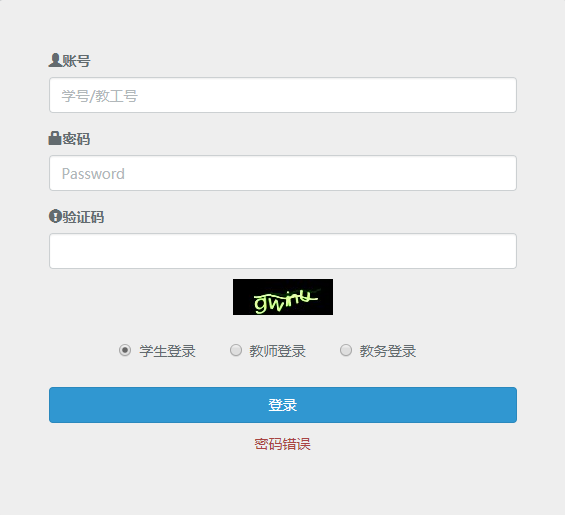 账号
学号/教工号
密码
Password
验证码
gwinu
学生登录 教师登录 教务登录
登录
密码错误